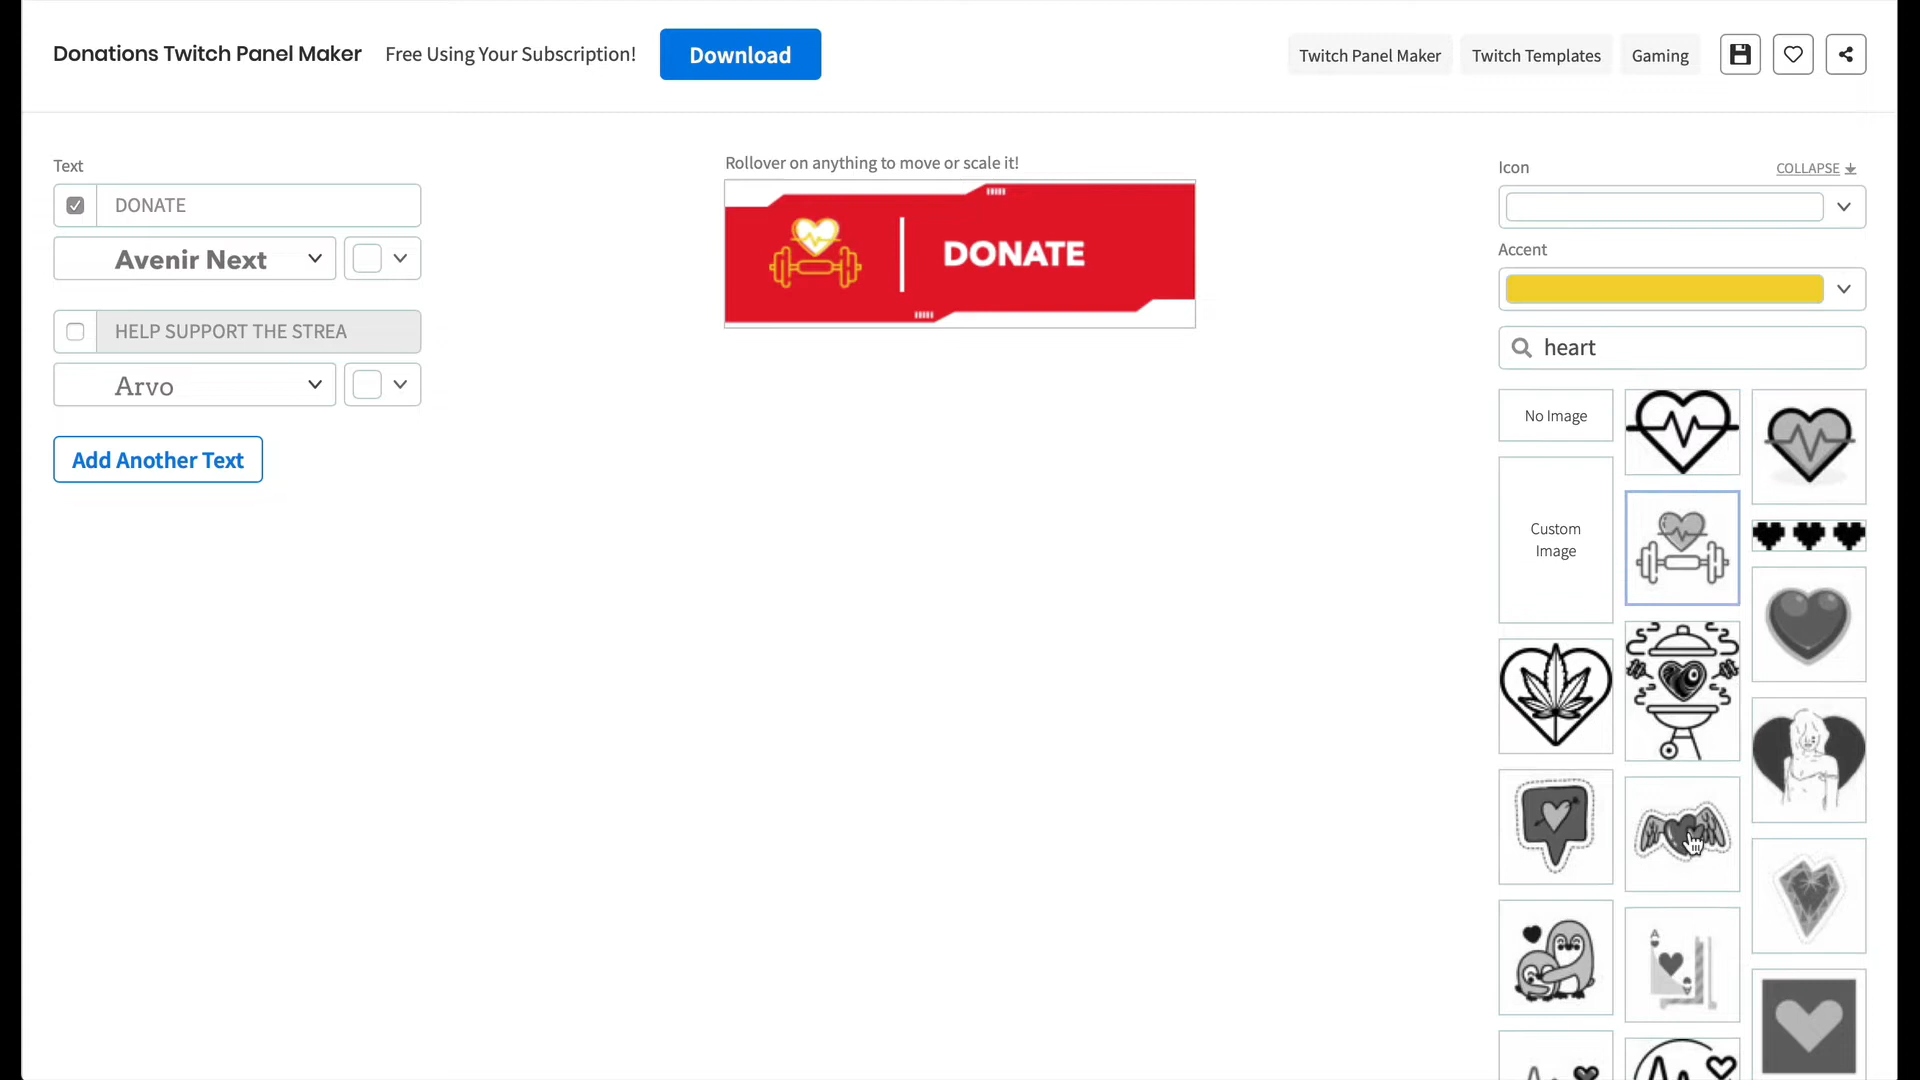 Donations Twitch Panel Maker
Free Using Your Subscription!
Download
Twitch Panel Maker
Twitch Templates
Gaming
Text
DONATE
Avenir Next
HELP SUPPORT THE STREA
Arvo
Add Another Text
Rollover on anything to move or scale it!
DONATE
Icon
COLLAPSE
Accent
heart
No Image
Custom
Image
A